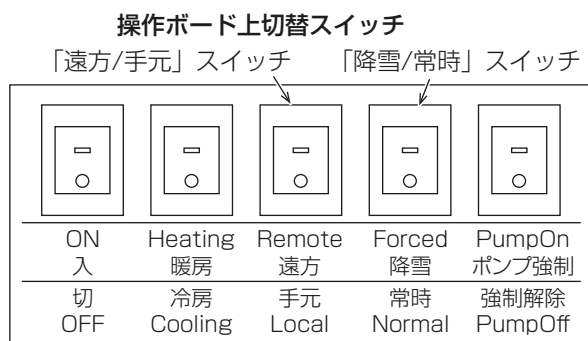 操作ボード上切替スイッチ
「遠方/手元」スイッチ 「降雪/常時」スイッチ
ON Heating Remote Forced PumpOn
入 暖房 遠方 降雪 ポンプ強制
切 冷房 手元 常時 強制解除
OFF Cooling Local Normal PumpOff